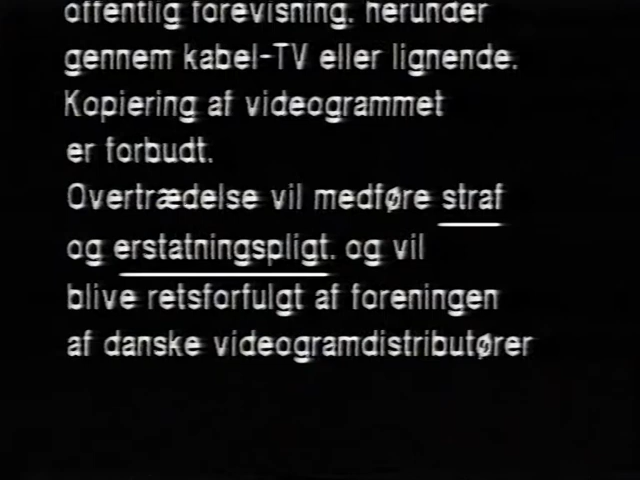 offentlig forevisning, herunder
gennem kabel-TV eller lignende.
Kopiering af videogrammet
er forbudt.
Overtrædelse vil medføre straf
og erstatningspligt, og vil
blive retsforfulgt af foreningen
af danske videogramdistributører